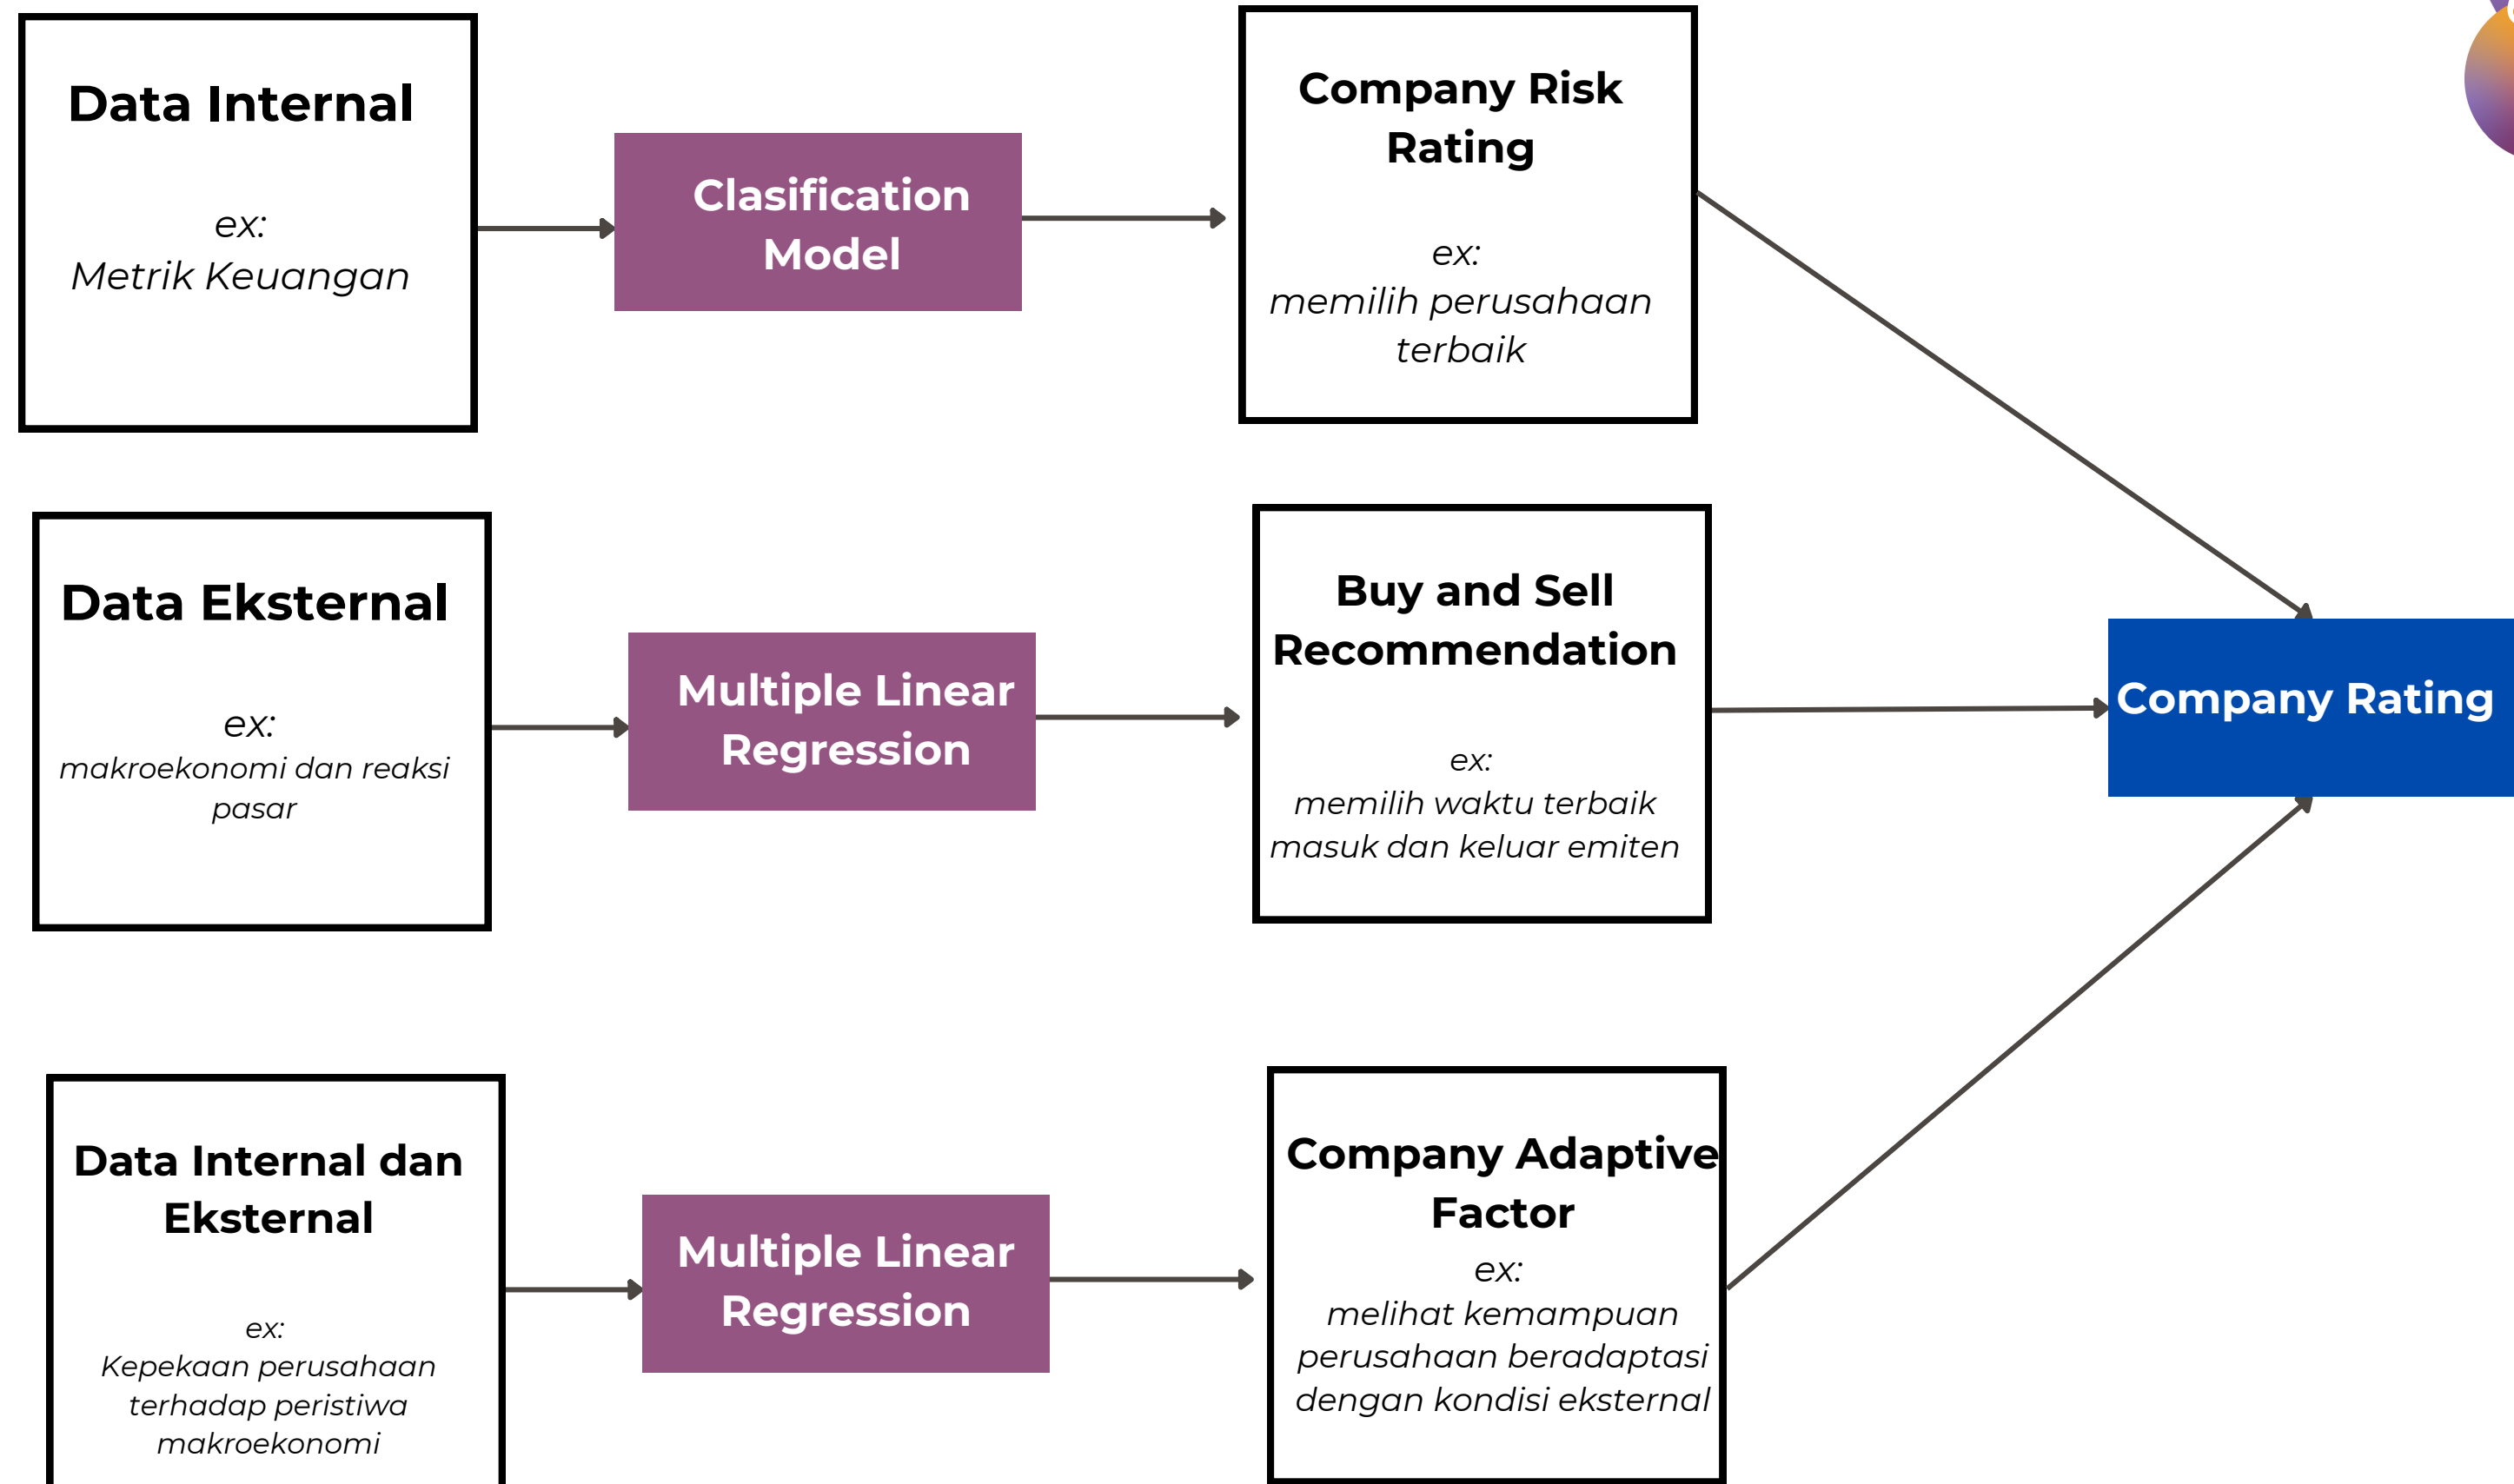 Data Internal
ex:
Metrik Keuangan
Clasification
Model
Company Risk
Rating
ex:
memilih perusahaan
terbaik
Data Eksternal
ex:
makroekonomi dan reaksi
pasar
Multiple Linear
Regression
Buy and Sell
Recommendation
ex:
memilih waktu terbaik
masuk dan keluar emiten
Company Rating
Data Internal dan
Eksternal
ex:
Kepekaan perusahaan
terhadap peristiwa
makroekonomi
Multiple Linear
Regression
Company Adaptive
Factor
ex:
melihat kemampuan
perusahaan beradaptasi
dengan kondisi eksternal